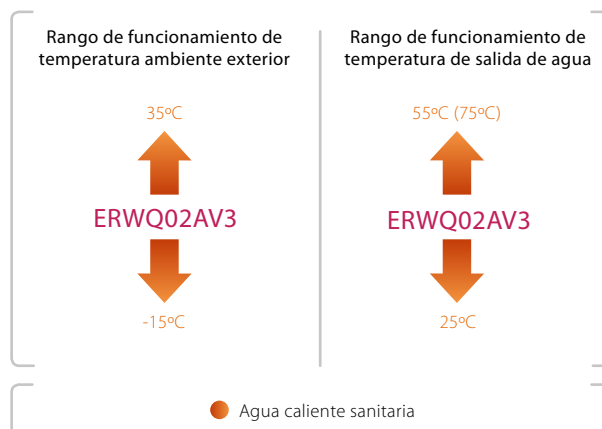 Rango de funcionamiento de
temperatura ambiente exterior
35ºC
ERWQ02AV3
-15ºC
Rango de funcionamiento de
temperatura de salida de agua
55ºC (75ºC)
ERWQ02AV3
25ºC
Agua caliente sanitaria